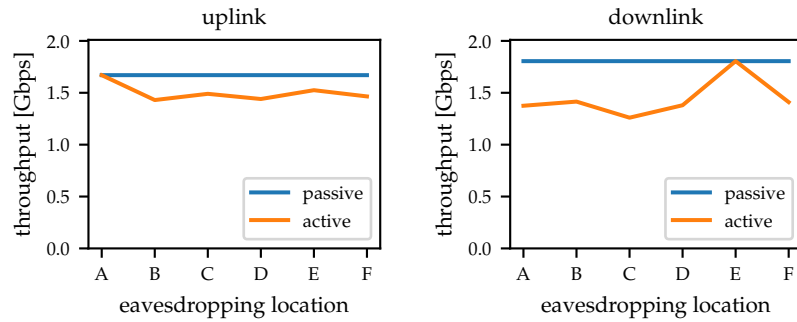 uplink
throughput [Gbps]
2.0
1.5
1.0
0.5
0.0
passive
active
A B C D E F
eavesdropping location
downlink
throughput [Gbps]
2.0
1.5
1.0
0.5
0.0
passive
active
A B C D E F
eavesdropping location